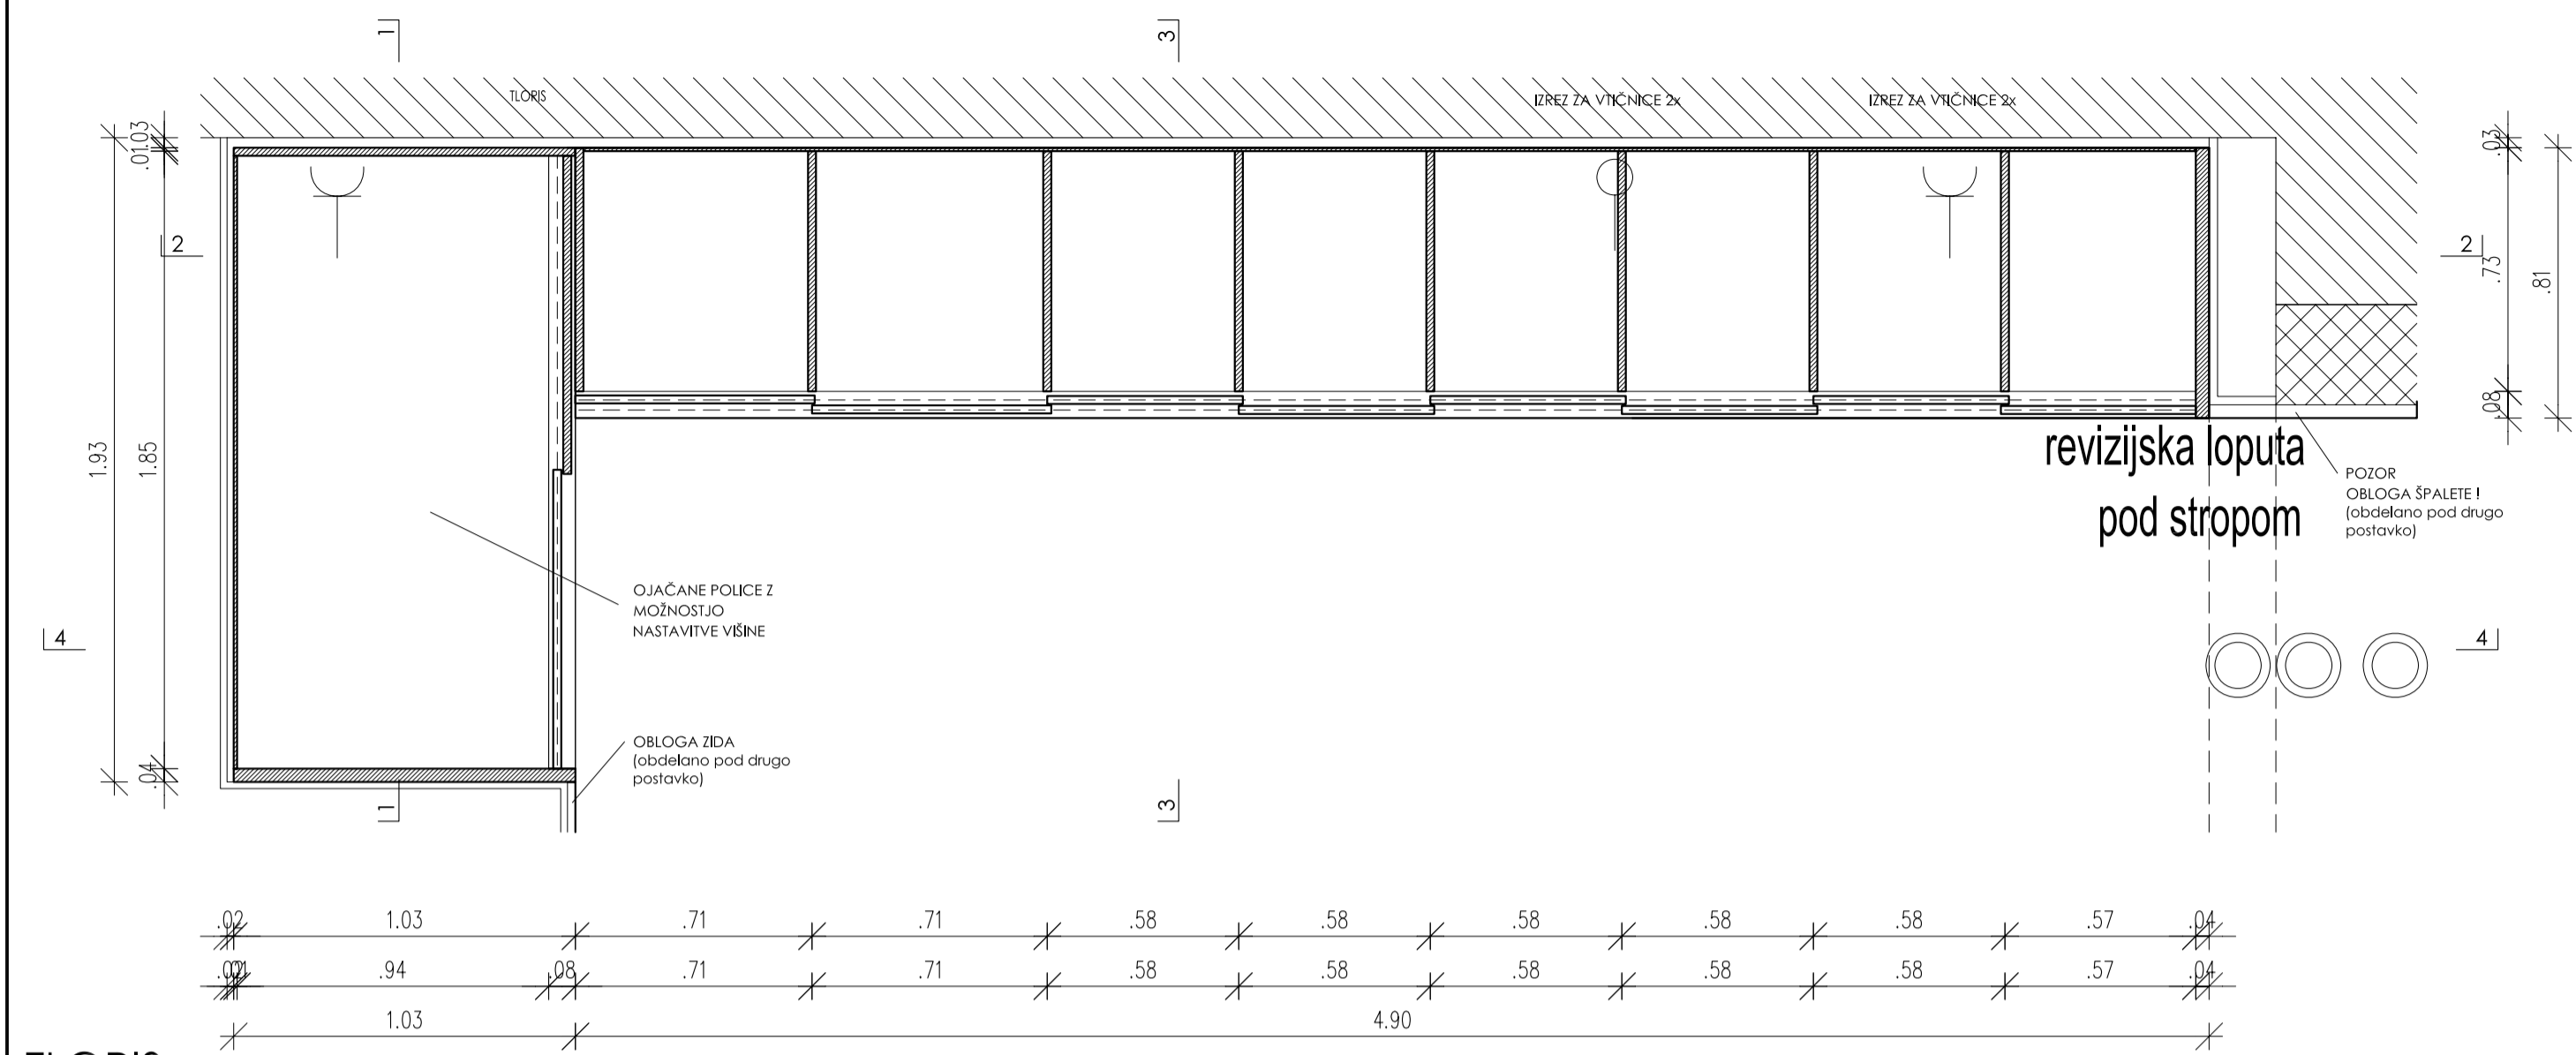 1
3
TLORIS
IZREZ ZA VTIČNICE 2x
IZREZ ZA VTIČNICE 2x
.03
.01
.03
2
2
.73
.81
.08
1.93
1.85
.04
revizijska loputa
pod stropom
POZOR
OBLOGA ŠPALETE !
(obdelano pod drugo
postavko)
OJAČANE POLICE Z
MOŽNOSTJO
NASTAVITVE VIŠINE
4
4
OBLOGA ZIDA
(obdelano pod drugo
postavko)
1
3
.02 1.03 .71 .71 .58 .58 .58 .58 .58 .57 .04
.94 .08 .71 .71 .58 .58 .58 .58 .58 .57 .04
1.03 4.90